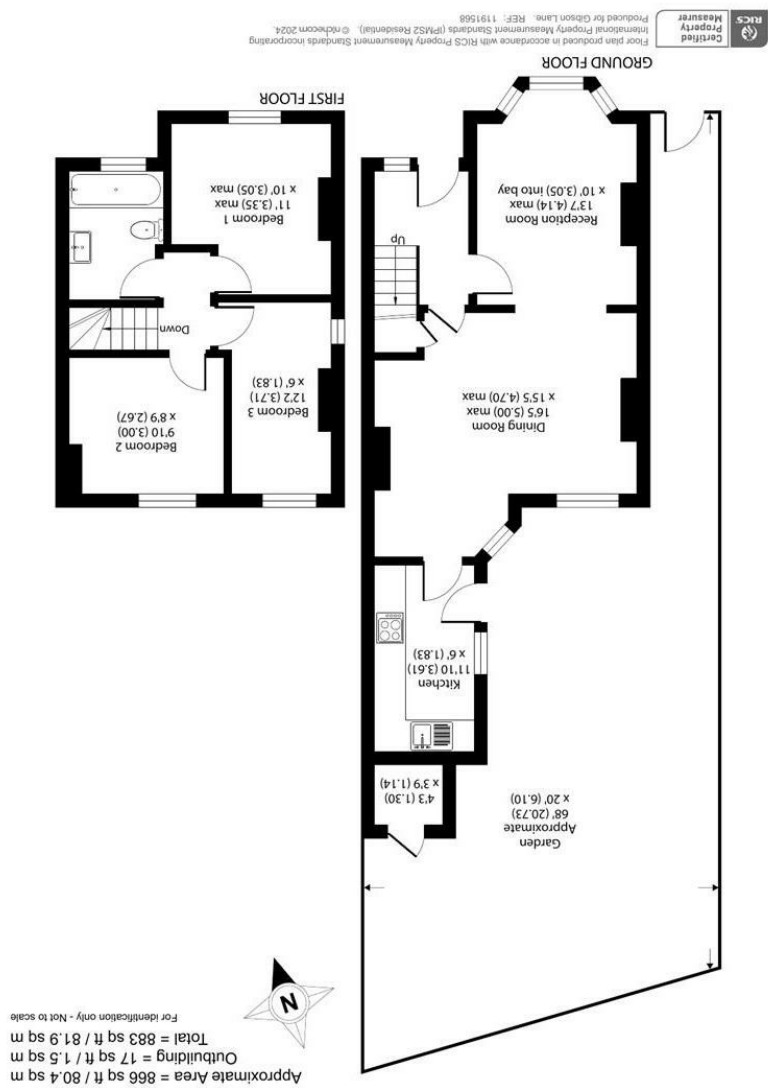 Approximate Area = 866 sq ft / 80.4 sq m
Outbuilding = 17 sq ft / 1.5 sq m
Total = 883 sq ft / 81.9 sq m
For identification only - Not to scale
N
Garden
Approximate
68' (20.73)
x 20' (6.10)
4'3 (1.30)
x 3'9 (1.14)
Kitchen
11'10 (3.61)
x 6' (1.83)
Dining Room
16'5 (5.00) max
x 15'5 (4.70) max
Up
Reception Room
13'7 (4.14) max
x 10' (3.05) into bay
GROUND FLOOR
Bedroom 2
9'10 (3.00)
x 8'9 (2.67)
Bedroom 3
12'2 (3.71)
x 6' (1.83)
Down
Bedroom 1
11' (3.35) max
x 10' (3.05) max
FIRST FLOOR
RICS
Certified
Property
Measurer
Floor plan produced in accordance with RICS Property Measurement Standards incorporating
International Property Measurement Standards (IPMS2 Residential). © nichecom 2024.
Produced for Gibson Lane. REF: 1191568